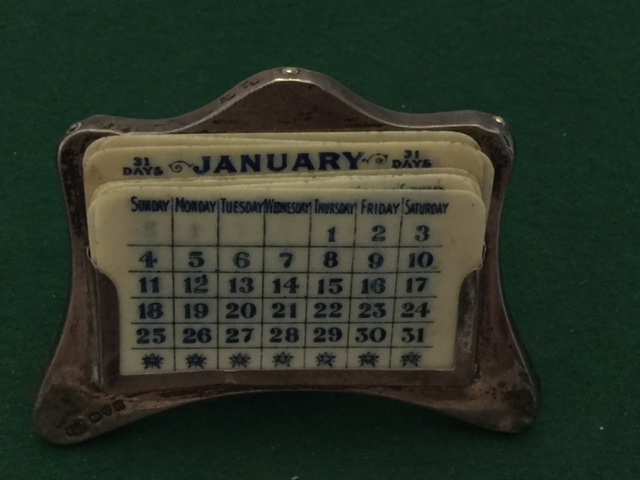 31 DAYS JANUARY 31 DAYS
SUNDAY MONDAY TUESDAY WEDNESDAY THURSDAY FRIDAY SATURDAY
1 2 3
4 5 6 7 8 9 10
11 12 13 14 15 16 17
18 19 20 21 22 23 24
25 26 27 28 29 30 31